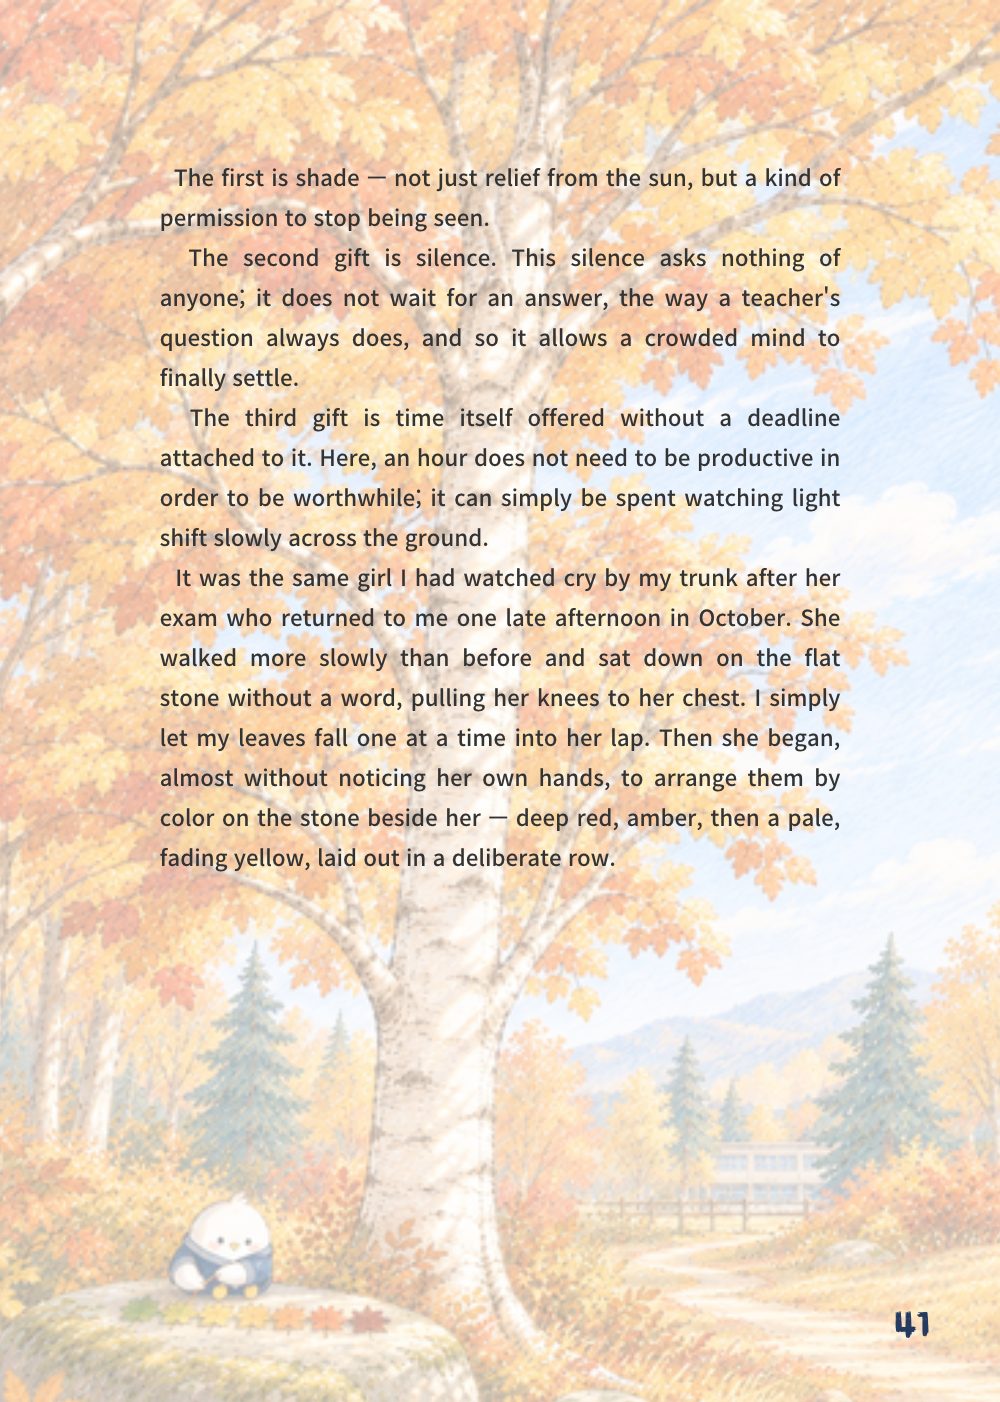 The first is shade — not just relief from the sun, but a kind of
permission to stop being seen.
The second gift is silence. This silence asks nothing of
anyone; it does not wait for an answer, the way a teacher's
question always does, and so it allows a crowded mind to
finally settle.
The third gift is time itself offered without a deadline
attached to it. Here, an hour does not need to be productive in
order to be worthwhile; it can simply be spent watching light
shift slowly across the ground.
It was the same girl I had watched cry by my trunk after her
exam who returned to me one late afternoon in October. She
walked more slowly than before and sat down on the flat
stone without a word, pulling her knees to her chest. I simply
let my leaves fall one at a time into her lap. Then she began,
almost without noticing her own hands, to arrange them by
color on the stone beside her — deep red, amber, then a pale,
fading yellow, laid out in a deliberate row.
41